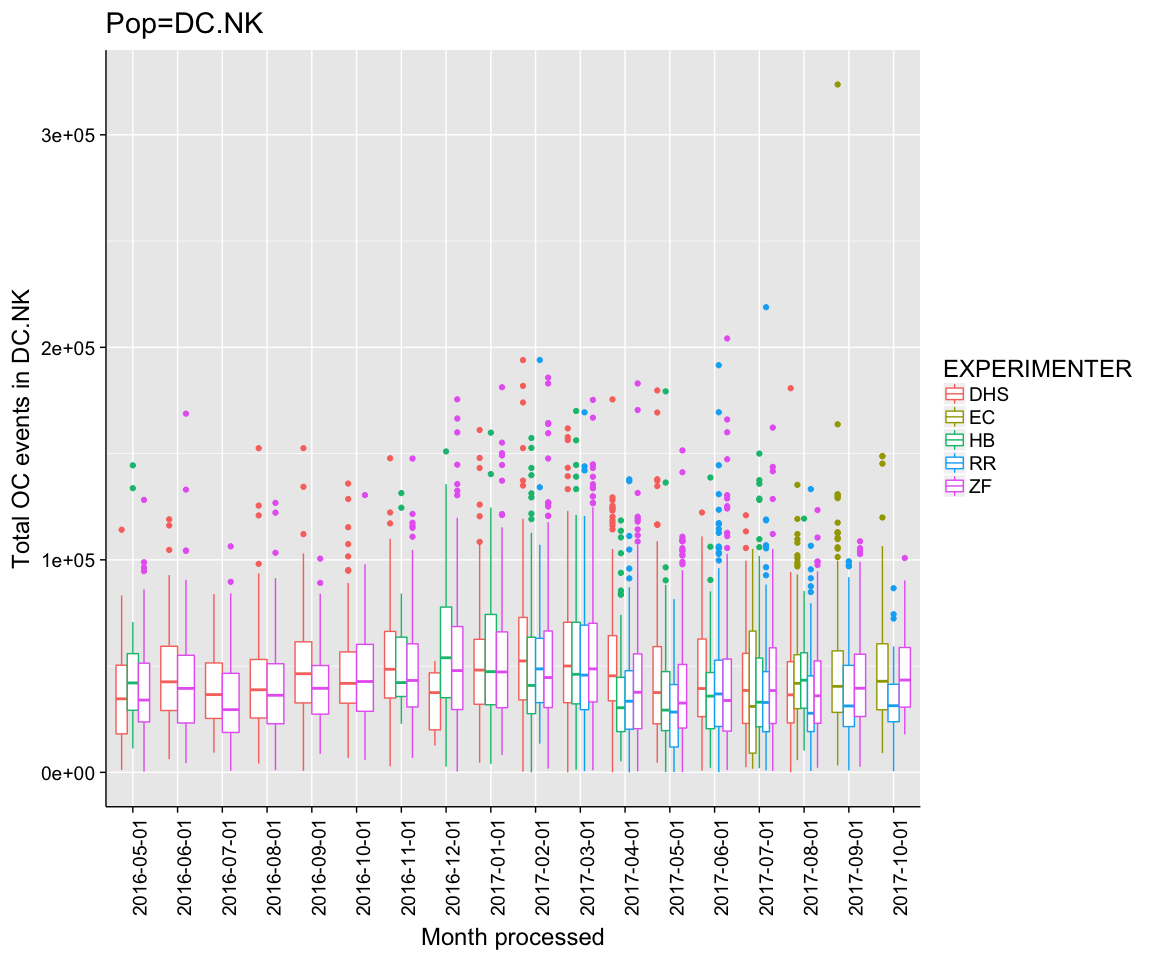 Pop=DC.NK
Total OC events in DC.NK
3e+05
2e+05
1e+05
0e+00
2016-05-01
2016-06-01
2016-07-01
2016-08-01
2016-09-01
2016-10-01
2016-11-01
2016-12-01
2017-01-01
2017-02-01
2017-03-01
2017-04-01
2017-05-01
2017-06-01
2017-07-01
2017-08-01
2017-09-01
2017-10-01
Month processed
EXPERIMENTER
DHS
EC
HB
RR
ZF